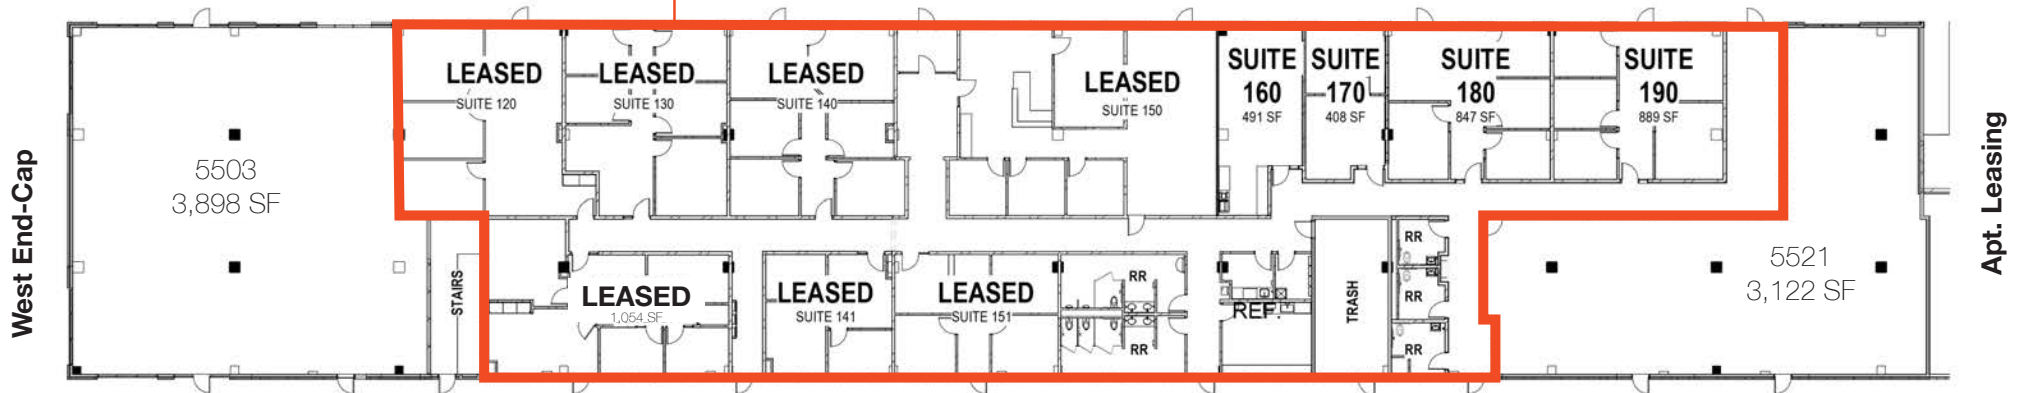 West End-Cap
5503
3,898 SF
LEASED
SUITE 120
LEASED
SUITE 130
LEASED
SUITE 140
LEASED
SUITE 150
SUITE
160
491 SF
SUITE
170
408 SF
SUITE
180
847 SF
SUITE
190
889 SF
STAIRS
LEASED
1,054 SF
LEASED
SUITE 141
LEASED
SUITE 151
RR
RR
REF.
TRASH
RR
RR
RR
5521
3,122 SF
Apt. Leasing